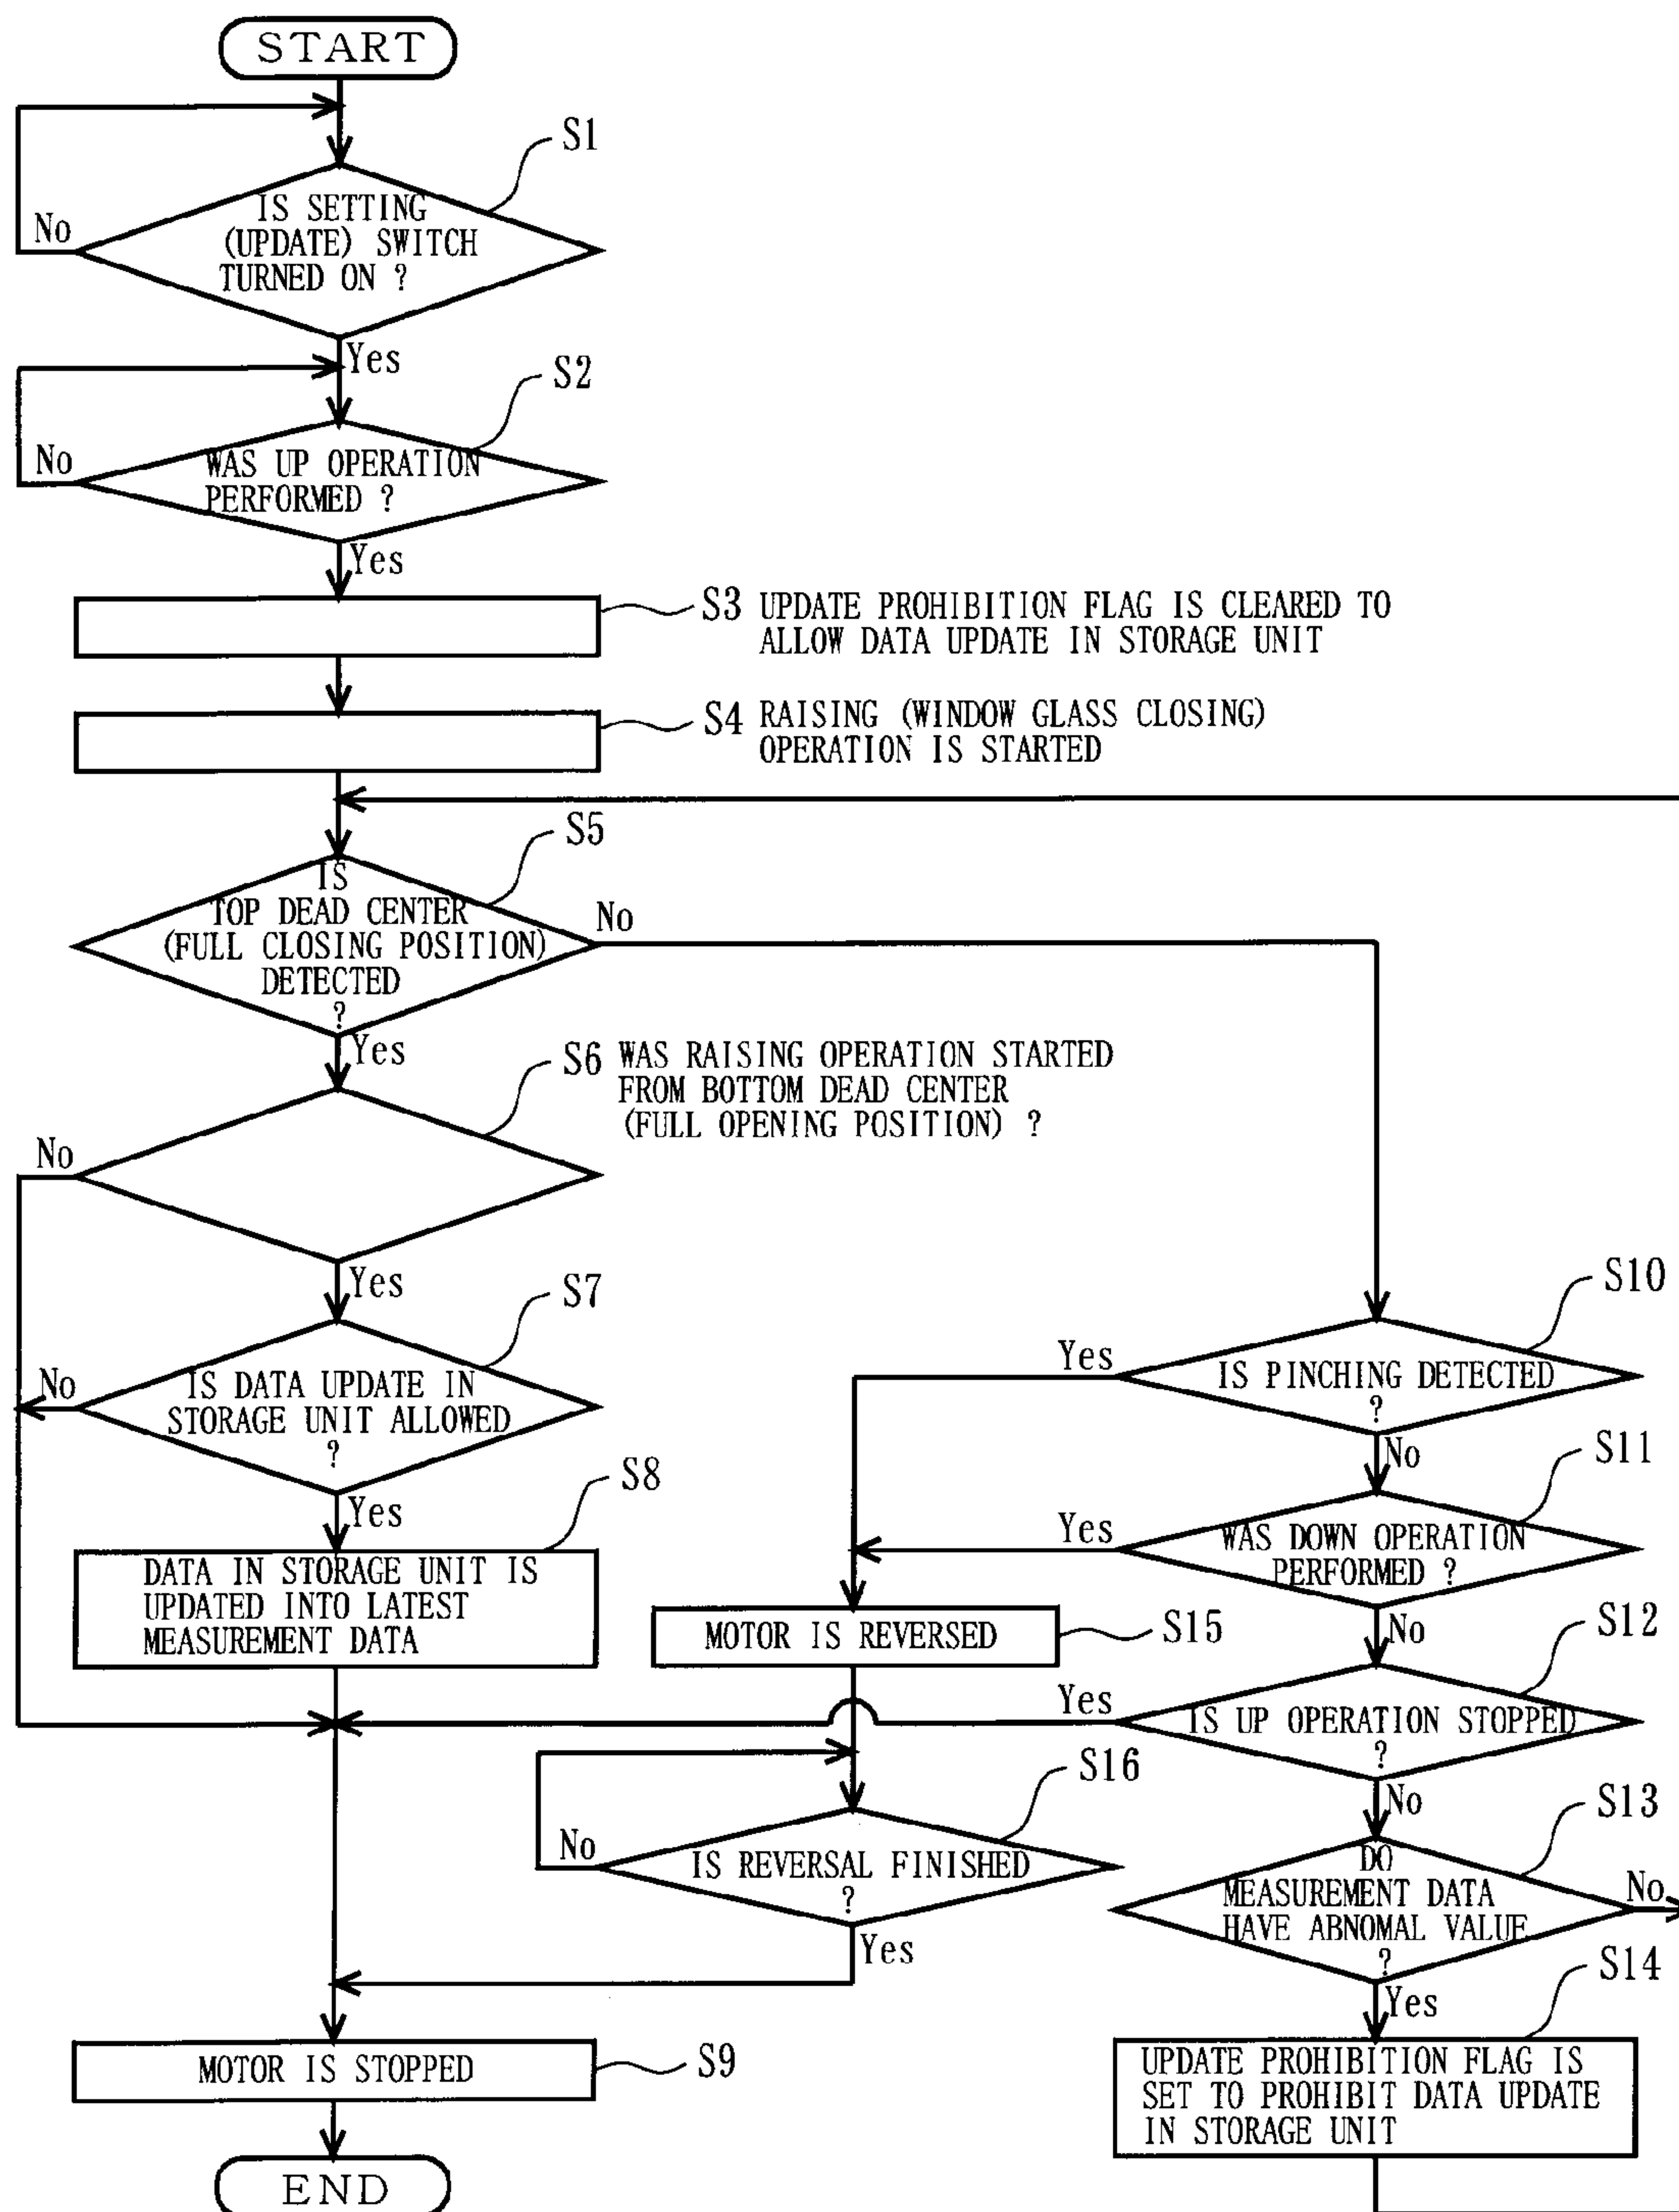 START
S1
IS SETTING
(UPDATE) SWITCH
TURNED ON ?
No
Yes
S2
WAS UP OPERATION
PERFORMED ?
No
Yes
S3 UPDATE PROHIBITION FLAG IS CLEARED TO
ALLOW DATA UPDATE IN STORAGE UNIT
S4 RAISING (WINDOW GLASS CLOSING)
OPERATION IS STARTED
S5
IS
TOP DEAD CENTER
(FULL CLOSING POSITION)
DETECTED
?
No
Yes
S6 WAS RAISING OPERATION STARTED
FROM BOTTOM DEAD CENTER
(FULL OPENING POSITION) ?
No
Yes
S7
IS DATA UPDATE IN
STORAGE UNIT ALLOWED
?
No
Yes
S8
DATA IN STORAGE UNIT IS
UPDATED INTO LATEST
MEASUREMENT DATA
S10
IS PINCHING DETECTED
?
Yes
No
S11
WAS DOWN OPERATION
PERFORMED ?
Yes
No
MOTOR IS REVERSED
S15
S12
IS UP OPERATION STOPPED
?
Yes
No
S16
IS REVERSAL FINISHED
?
No
Yes
S13
DO
MEASUREMENT DATA
HAVE ABNOMAL VALUE
?
No
Yes
S14
UPDATE PROHIBITION FLAG IS
SET TO PROHIBIT DATA UPDATE
IN STORAGE UNIT
MOTOR IS STOPPED
S9
END